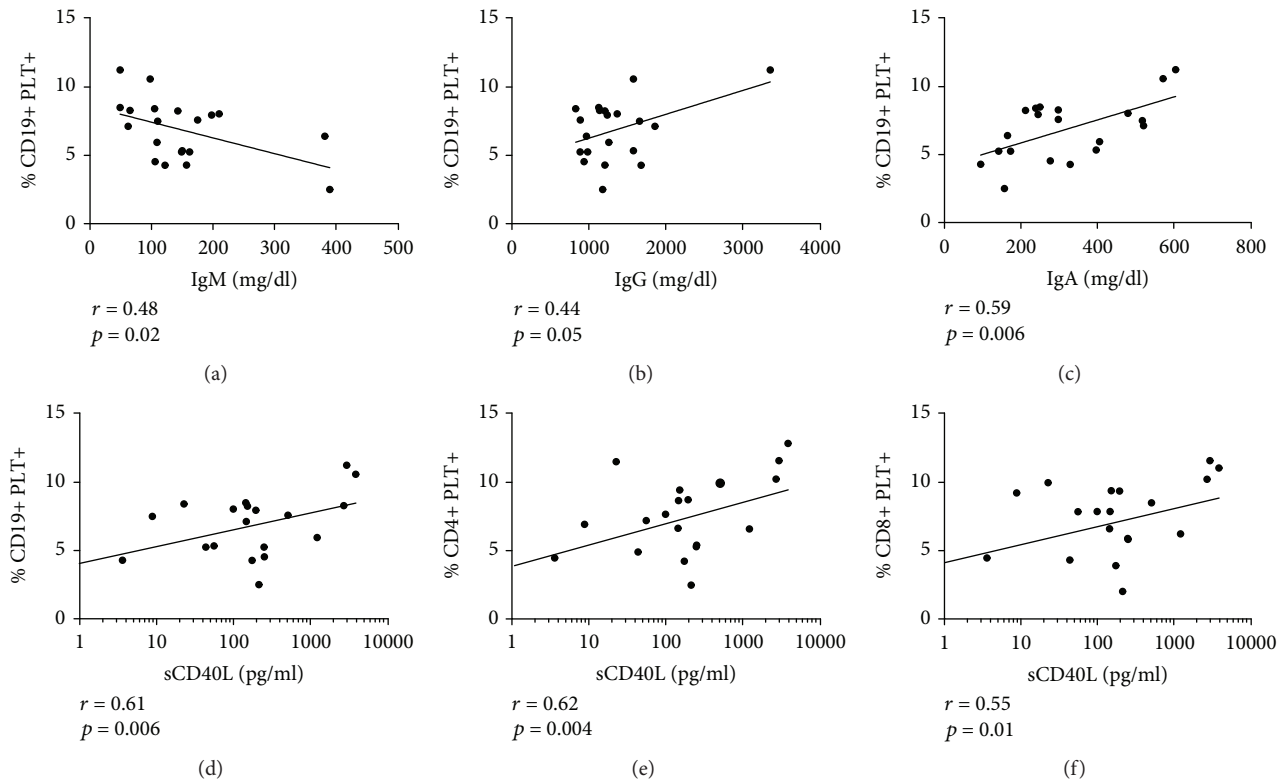 15
10
5
0
% CD19+ PLT+
0 100 200 300 400 500
IgM (mg/dl)
r = 0.48
p = 0.02
(a)
15
10
5
0
% CD19+ PLT+
0 1000 2000 3000 4000
IgG (mg/dl)
r = 0.44
p = 0.05
(b)
15
10
5
0
% CD19+ PLT+
0 200 400 600 800
IgA (mg/dl)
r = 0.59
p = 0.006
(c)
15
10
5
0
% CD19+ PLT+
1 10 100 1000 10000
sCD40L (pg/ml)
r = 0.61
p = 0.006
(d)
15
10
5
0
% CD4+ PLT+
1 10 100 1000 10000
sCD40L (pg/ml)
r = 0.62
p = 0.004
(e)
15
10
5
0
% CD8+ PLT+
1 10 100 1000 10000
sCD40L (pg/ml)
r = 0.55
p = 0.01
(f)